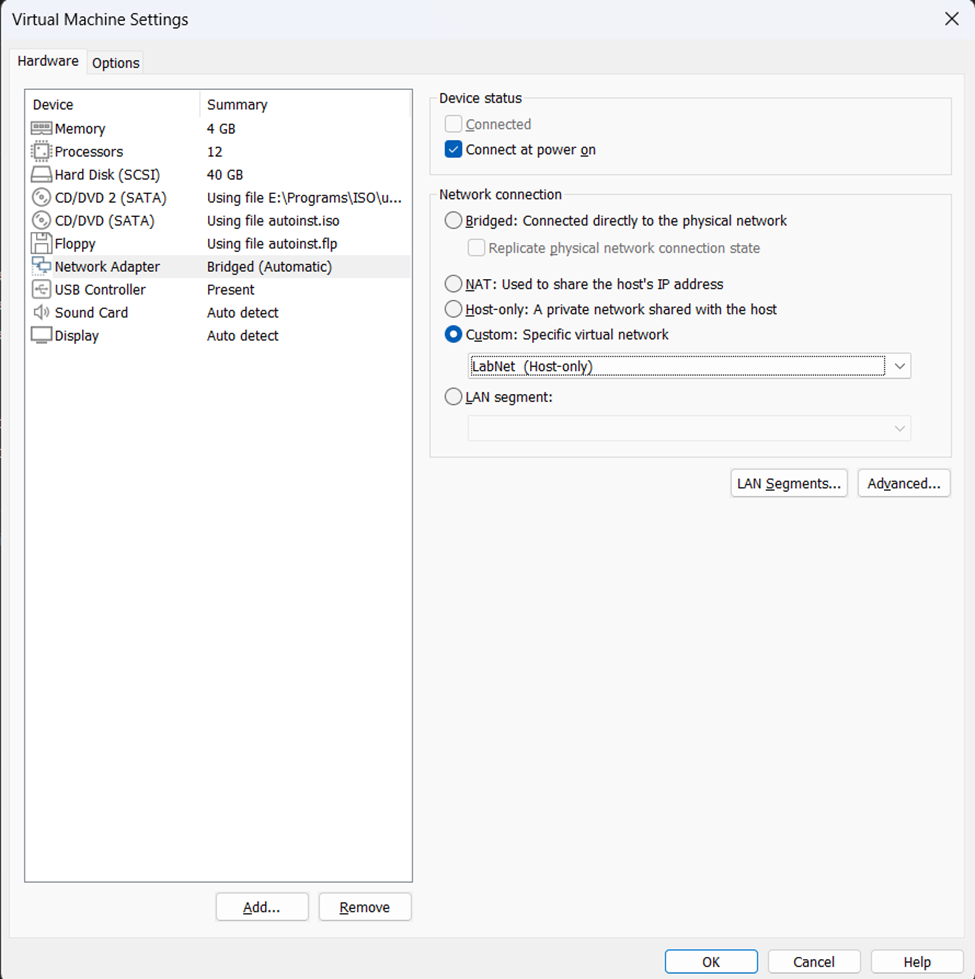 Virtual Machine Settings
Hardware Options
Device Summary
Memory 4 GB
Processors 12
Hard Disk (SCSI) 40 GB
CD/DVD 2 (SATA) Using file E:\Programs\ISO\u...
CD/DVD (SATA) Using file autoinst.iso
Floppy Using file autoinst.flp
Network Adapter Bridged (Automatic)
USB Controller Present
Sound Card Auto detect
Display Auto detect
Add... Remove
Device status
Connected
Connect at power on
Network connection
Bridged: Connected directly to the physical network
Replicate physical network connection state
NAT: Used to share the host's IP address
Host-only: A private network shared with the host
Custom: Specific virtual network
LabNet (Host-only)
LAN segment:
LAN Segments... Advanced...
OK Cancel Help